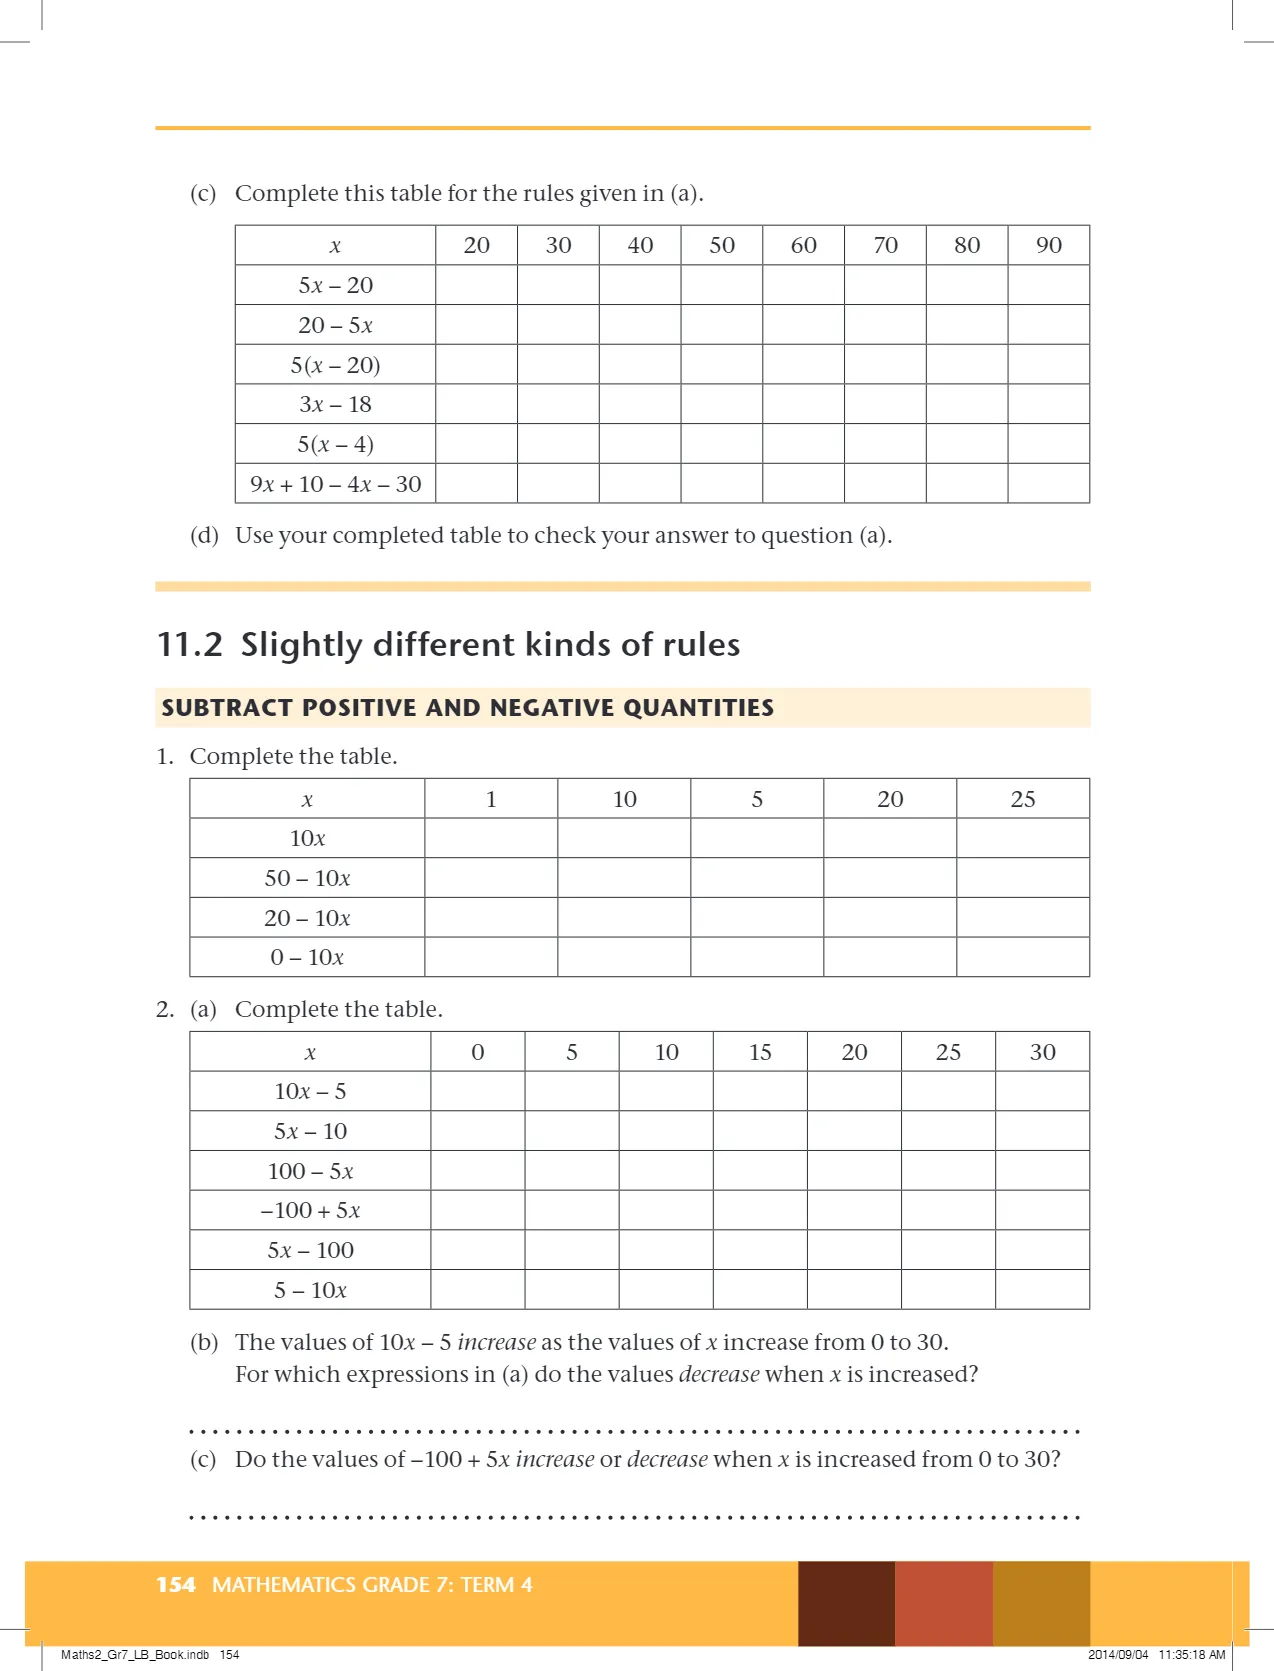 (c) Complete this table for the rules given in (a).
x 20 30 40 50 60 70 80 90
5x – 20
20 – 5x
5(x – 20)
3x – 18
5(x – 4)
9x + 10 – 4x – 30
(d) Use your completed table to check your answer to question (a).
11.2 Slightly different kinds of rules
SUBTRACT POSITIVE AND NEGATIVE QUANTITIES
1. Complete the table.
x 1 10 5 20 25
10x
50 – 10x
20 – 10x
0 – 10x
2. (a) Complete the table.
x 0 5 10 15 20 25 30
10x – 5
5x – 10
100 – 5x
–100 + 5x
5x – 100
5 – 10x
(b) The values of 10x – 5 increase as the values of x increase from 0 to 30.
For which expressions in (a) do the values decrease when x is increased?
(c) Do the values of –100 + 5x increase or decrease when x is increased from 0 to 30?
154 MATHEMATICS GRADE 7: TERM 4
Maths2_Gr7_LB_Book.indb 154 2014/09/04 11:35:18 AM